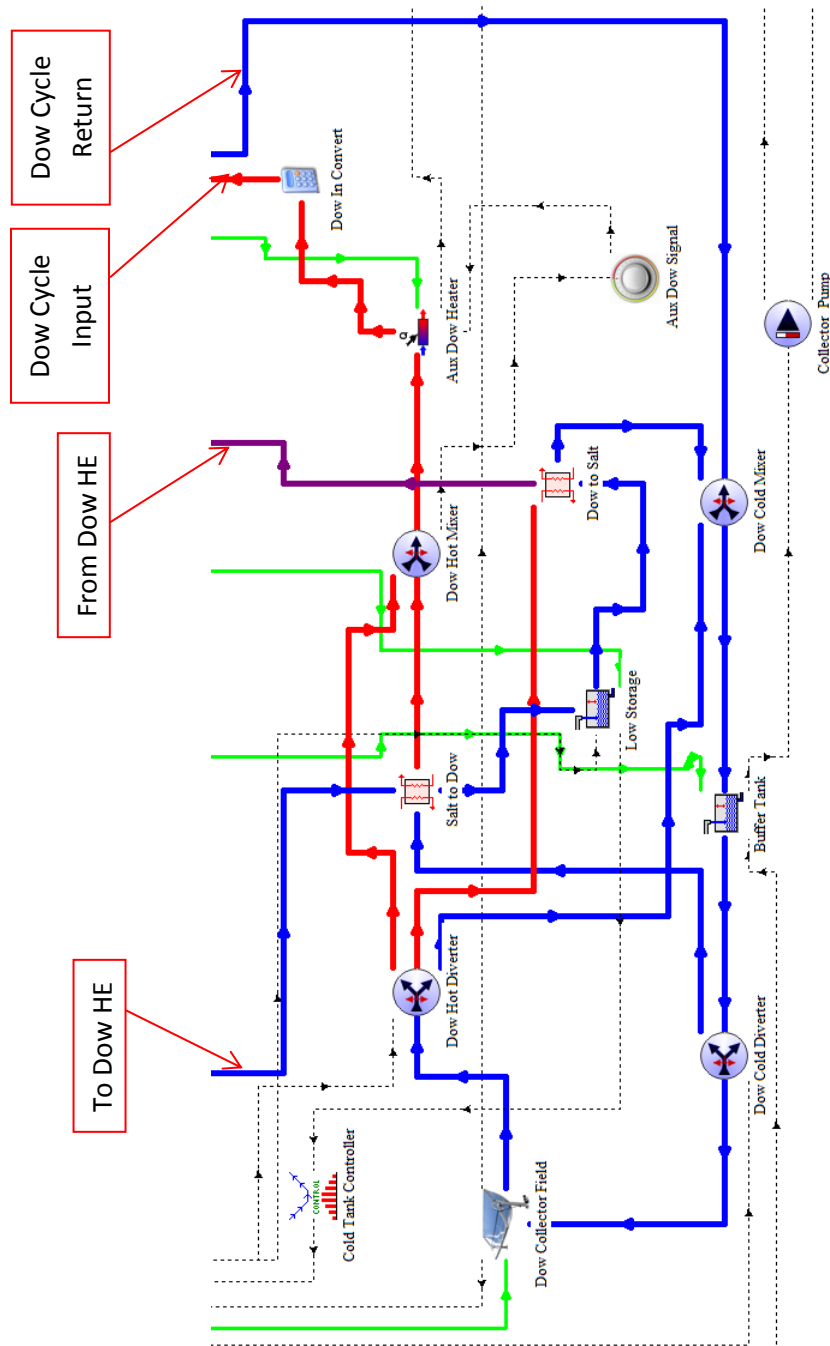 Dow Cycle
Return
Dow Cycle
Input
From Dow HE
To Dow HE
Dow In Convert
Aux Dow Heater
Aux Dow Signal
Collector Pump
Dow Hot Mixer
Dow to Salt
Dow Cold Mixer
Salt to Dow
Low Storage
Buffer Tank
Dow Hot Diverter
Dow Cold Diverter
CONTROL
Cold Tank Controller
Dow Collector Field
Q